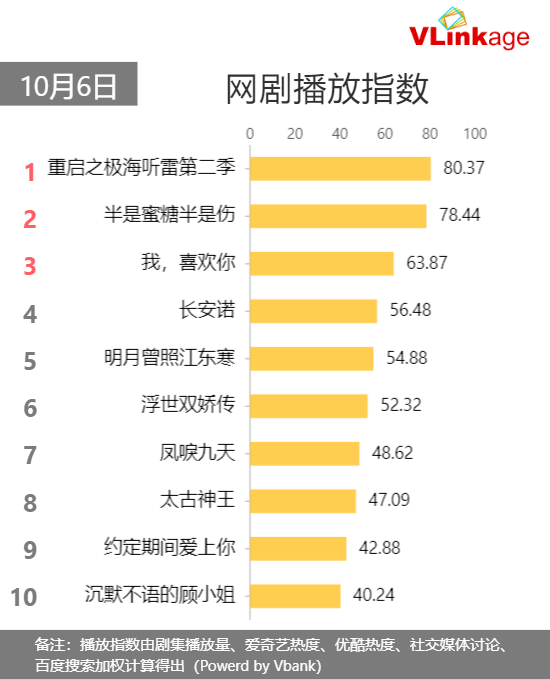 VLinkage
10月6日
网剧播放指数
0 20 40 60 80 100
1 重启之极海听雷第二季 80.37
2 半是蜜糖半是伤 78.44
3 我，喜欢你 63.87
4 长安诺 56.48
5 明月曾照江东寒 54.88
6 浮世双娇传 52.32
7 凤唳九天 48.62
8 太古神王 47.09
9 约定期间爱上你 42.88
10 沉默不语的顾小姐 40.24
备注：播放指数由剧集播放量、爱奇艺热度、优酷热度、社交媒体讨论、
百度搜索加权计算得出（Powerd by Vbank）